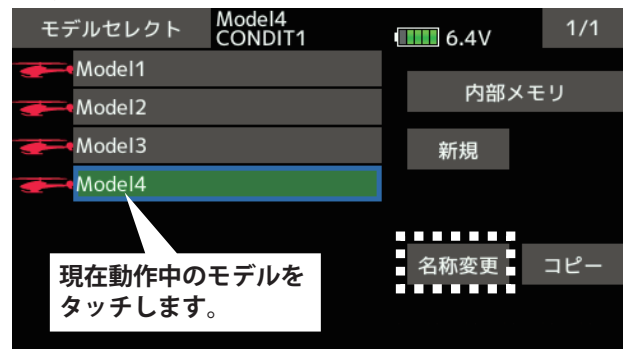 モデルセレクト
Model4
CONDIT1
6.4V
1/1
Model1
Model2
Model3
Model4
内部メモリ
新規
名称変更
コピー
現在動作中のモデルを
タッチします。